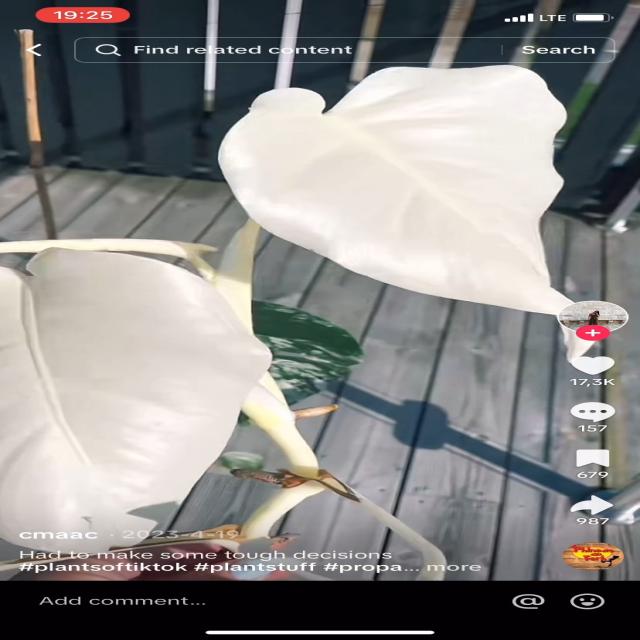 19:25
LTE
Find related content
Search
17,3K
157
679
987
cmaac · 2023-4-19
Had to make some tough decisions
#plantsoftiktok #plantstuff #propa... more
Add comment...